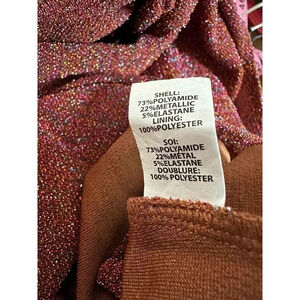 SHELL:
73%POLYAMIDE
22%METALLIC
5%ELASTANE
LINING:
100%POLYESTER
SOI:
73%POLYAMIDE
22%METAL
5%ELASTANE
DOUBLURE:
100%POLYESTER